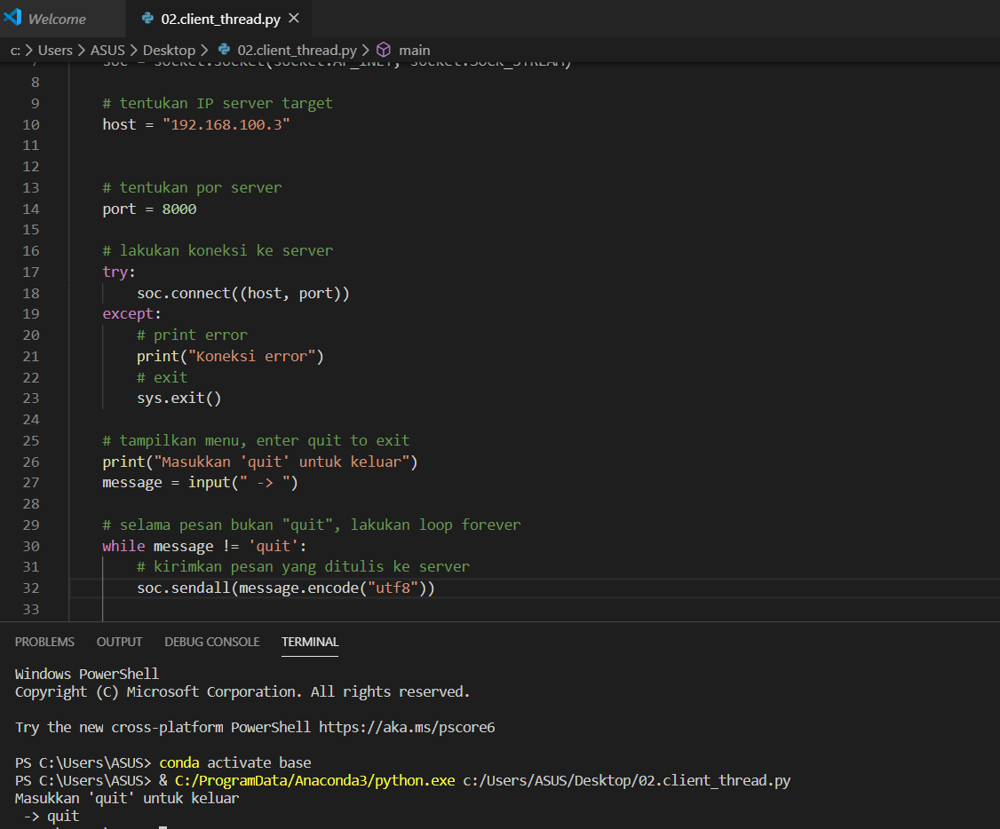 Welcome
02.client_thread.py
c: > Users > ASUS > Desktop > 02.client_thread.py > main
7 soc = socket.socket(socket.AF_INET, socket.SOCK_STREAM)
8
9 # tentukan IP server target
10 host = "192.168.100.3"
11
12
13 # tentukan por server
14 port = 8000
15
16 # lakukan koneksi ke server
17 try:
18 soc.connect((host, port))
19 except:
20 # print error
21 print("Koneksi error")
22 # exit
23 sys.exit()
24
25 # tampilkan menu, enter quit to exit
26 print("Masukkan 'quit' untuk keluar")
27 message = input(" -> ")
28
29 # selama pesan bukan "quit", lakukan loop forever
30 while message != 'quit':
31 # kirimkan pesan yang ditulis ke server
32 soc.sendall(message.encode("utf8"))
33
PROBLEMS OUTPUT DEBUG CONSOLE TERMINAL
Windows PowerShell
Copyright (C) Microsoft Corporation. All rights reserved.
Try the new cross-platform PowerShell https://aka.ms/pscore6
PS C:\Users\ASUS> conda activate base
PS C:\Users\ASUS> & C:/ProgramData/Anaconda3/python.exe c:/Users/ASUS/Desktop/02.client_thread.py
Masukkan 'quit' untuk keluar
-> quit